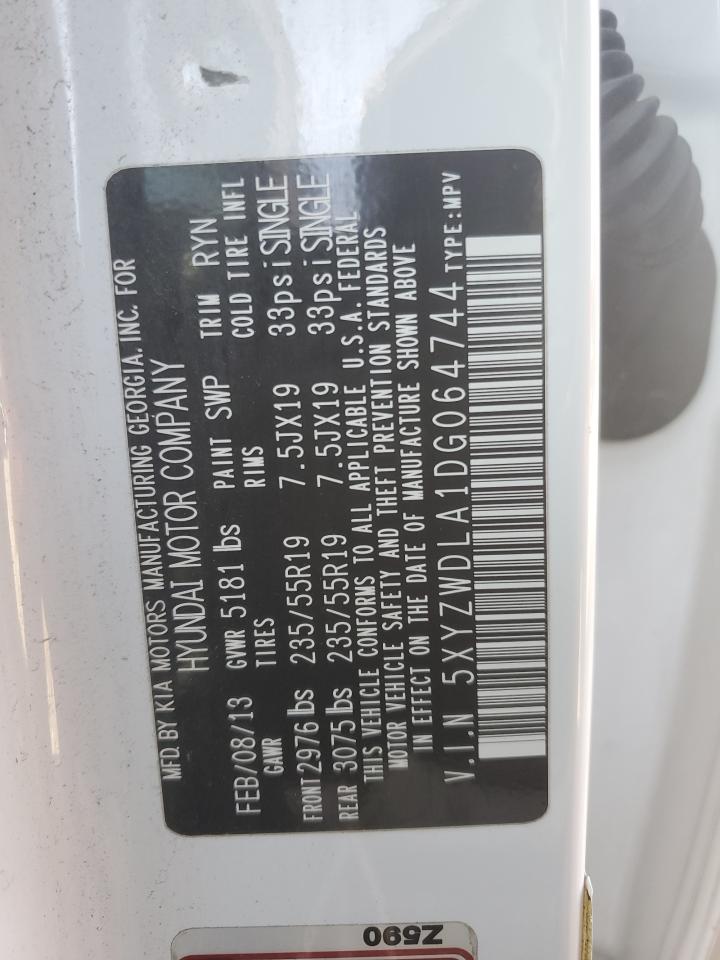 MFD. BY KIA MOTORS MANUFACTURING GEORGIA. INC. FOR
HYUNDAI MOTOR COMPANY
FEB/08/13 GVWR 5181 lbs PAINT SWP TRIM RYN
GAWR TIRES RIMS COLD TIRE INFL
FRONT 2976 lbs 235/55R19 7.5JX19 33psi SINGLE
REAR 3075 lbs 235/55R19 7.5JX19 33psi SINGLE
THIS VEHICLE CONFORMS TO ALL APPLICABLE U.S.A. FEDERAL
MOTOR VEHICLE SAFETY AND THEFT PREVENTION STANDARDS
IN EFFECT ON THE DATE OF MANUFACTURE SHOWN ABOVE
V.I.N 5XYZWDLA1DG064744 TYPE:MPV
Z590